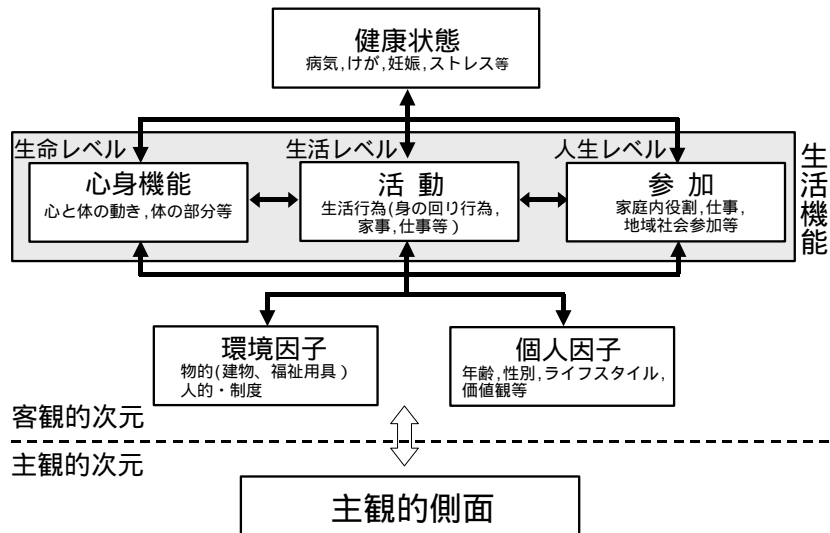 健康状態
病気,けが,妊娠,ストレス等
生命レベル
生活レベル
人生レベル
生活機能
心身機能
心と体の動き,体の部分等
活 動
生活行為(身の回り行為,
家事,仕事等)
参 加
家庭内役割,仕事,
地域社会参加等
環境因子
物的(建物、福祉用具)
人的・制度
個人因子
年齢,性別,ライフスタイル,
価値観等
客観的次元
主観的次元
主観的側面